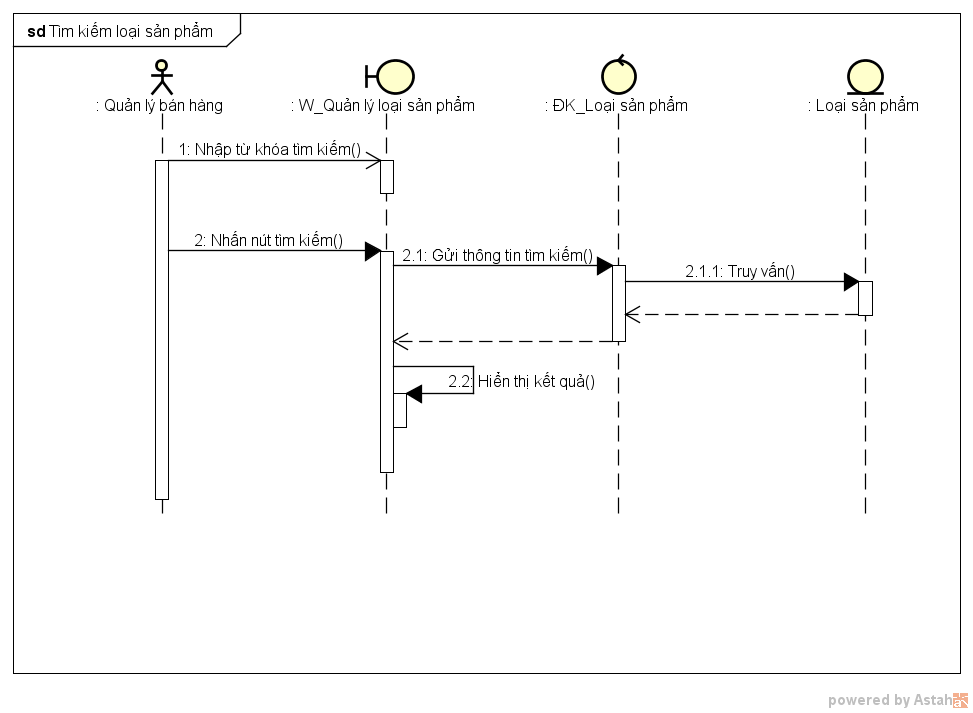 sd Tìm kiếm loại sản phẩm
: Quản lý bán hàng
: W_Quản lý loại sản phẩm
: ĐK_Loại sản phẩm
: Loại sản phẩm
1: Nhập từ khóa tìm kiếm()
2: Nhấn nút tìm kiếm()
2.1: Gửi thông tin tìm kiếm()
2.1.1: Truy vấn()
2.2: Hiển thị kết quả()
powered by Astah